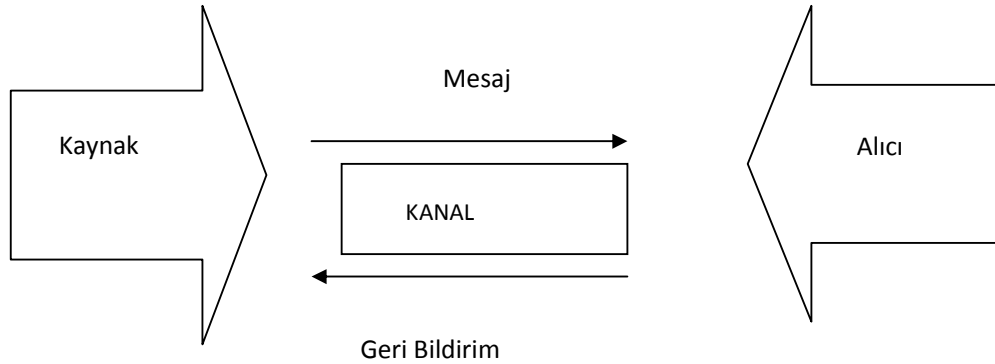 Mesaj
Kaynak
Alıcı
KANAL
Geri Bildirim